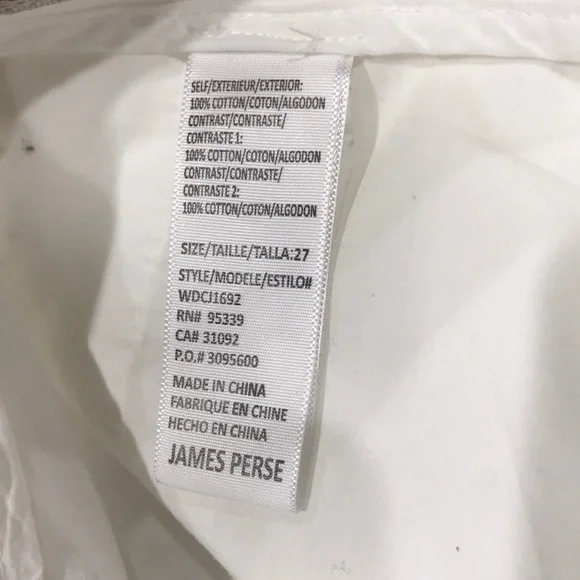 SELF/EXTERIEUR/EXTERIOR:
100% COTTON/COTON/ALGODON
CONTRAST/CONTRASTE/
CONTRASTE 1:
100% COTTON/COTON/ALGODON
CONTRAST/CONTRASTE/
CONTRASTE 2:
100% COTTON/COTON/ALGODON
SIZE/TAILLE/TALLA:27
STYLE/MODELE/ESTILO#
WDCJ1692
RN# 95339
CA# 31092
P.O.# 3095600
MADE IN CHINA
FABRIQUE EN CHINE
HECHO EN CHINA
JAMES PERSE